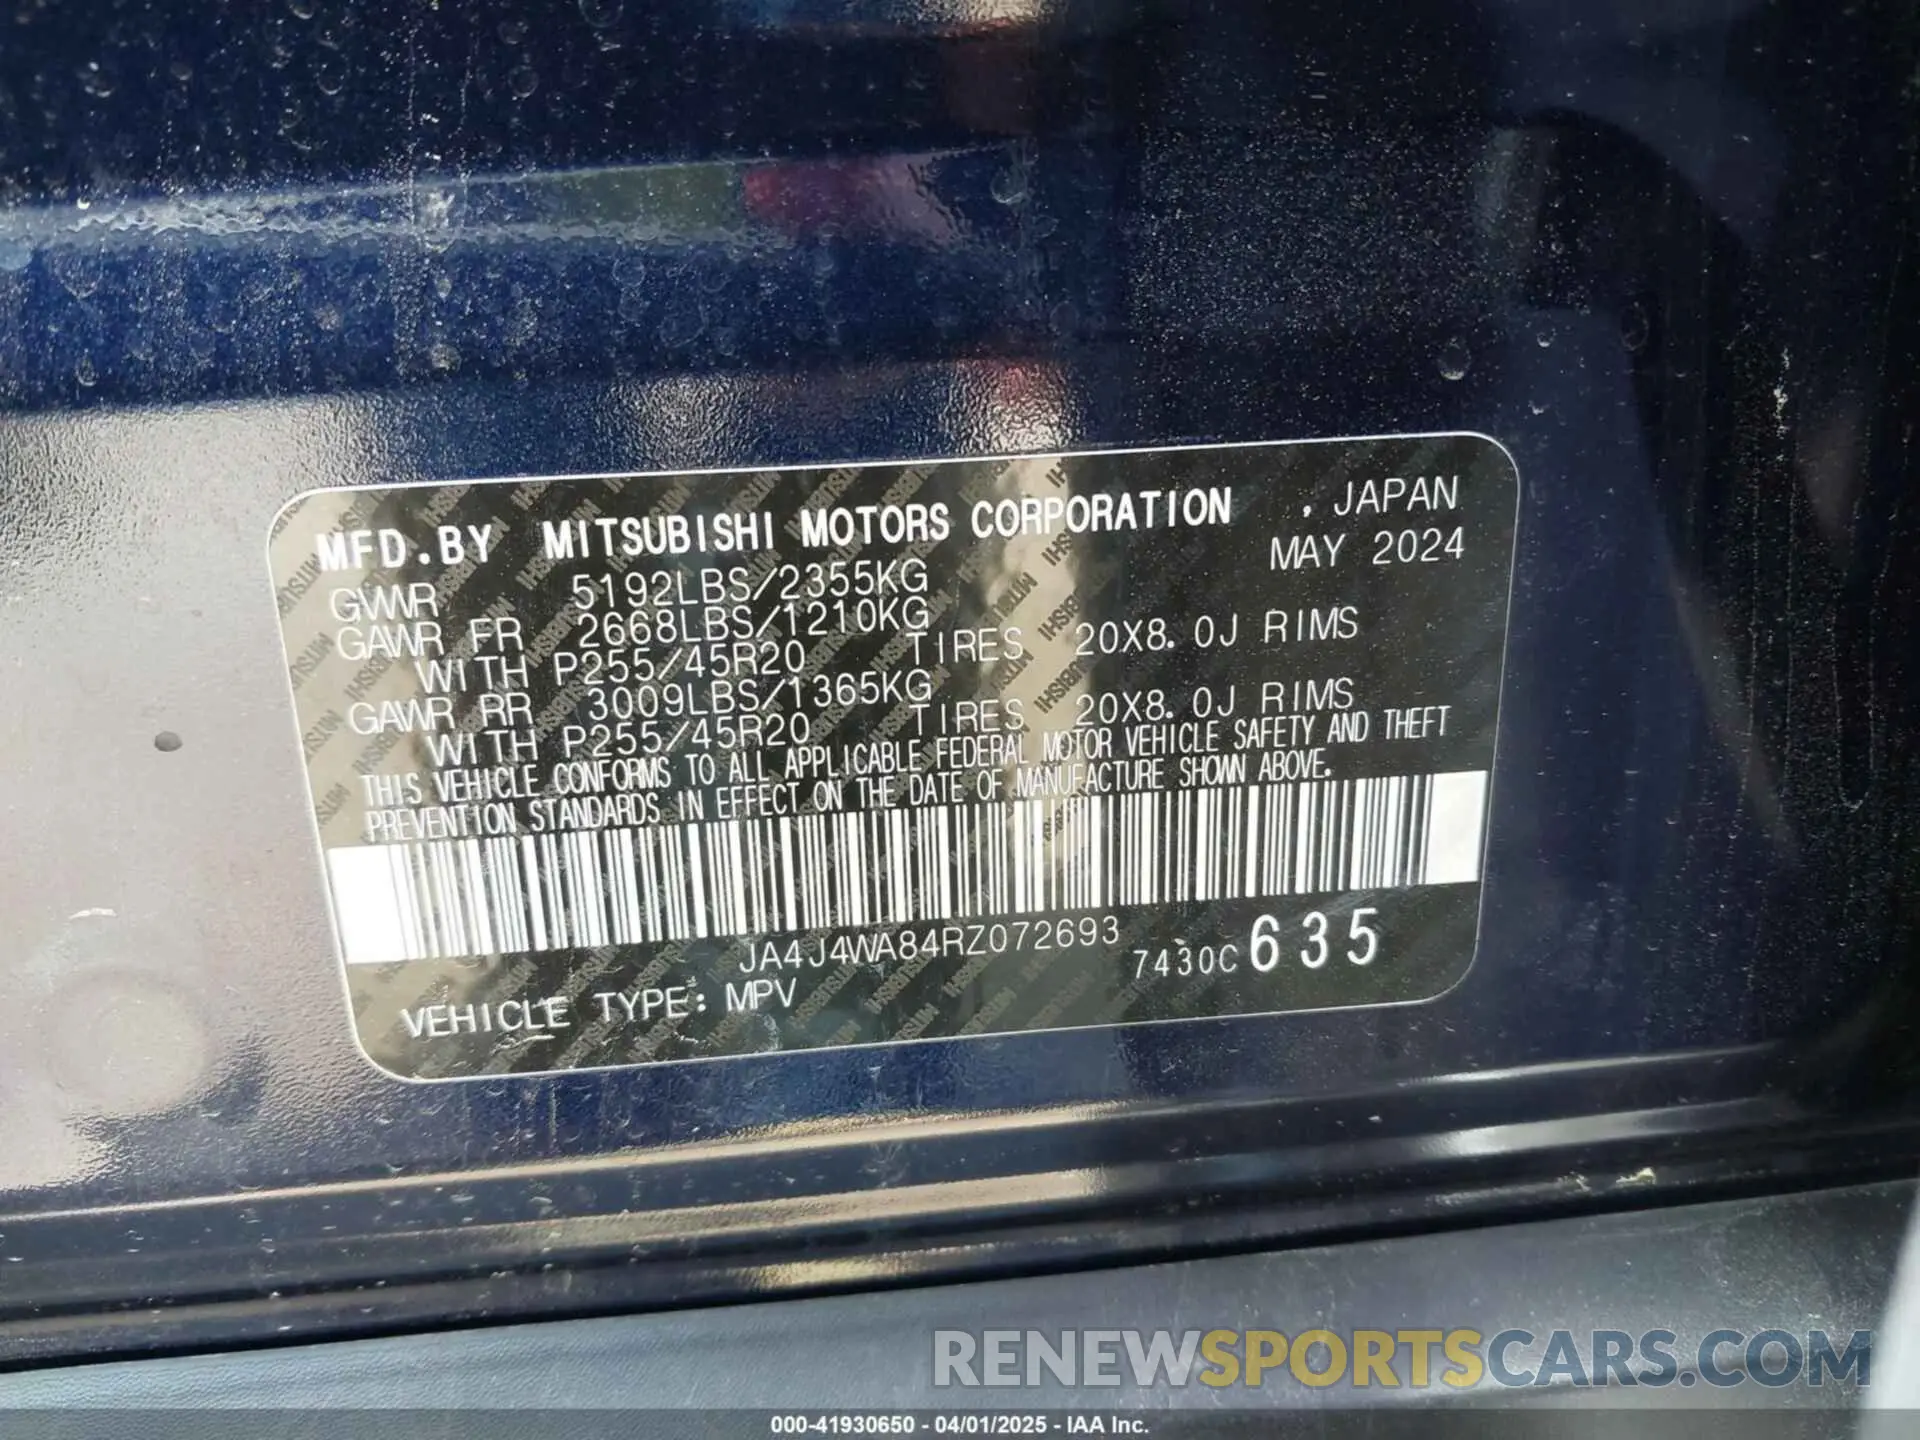 MFD.BY MITSUBISHI MOTORS CORPORATION , JAPAN
MAY 2024
GVWR 5192LBS/2355KG
GAWR FR 2668LBS/1210KG
WITH P255/45R20 TIRES 20X8.0J RIMS
GAWR RR 3009LBS/1365KG
WITH P255/45R20 TIRES 20X8.0J RIMS
THIS VEHICLE CONFORMS TO ALL APPLICABLE FEDERAL MOTOR VEHICLE SAFETY AND THEFT
PREVENTION STANDARDS IN EFFECT ON THE DATE OF MANUFACTURE SHOWN ABOVE.
JA4J4WA84RZ072693
7430C 635
VEHICLE TYPE: MPV
RENEWSPORTSCARS.COM
000-41930650 - 04/01/2025 - IAA Inc.